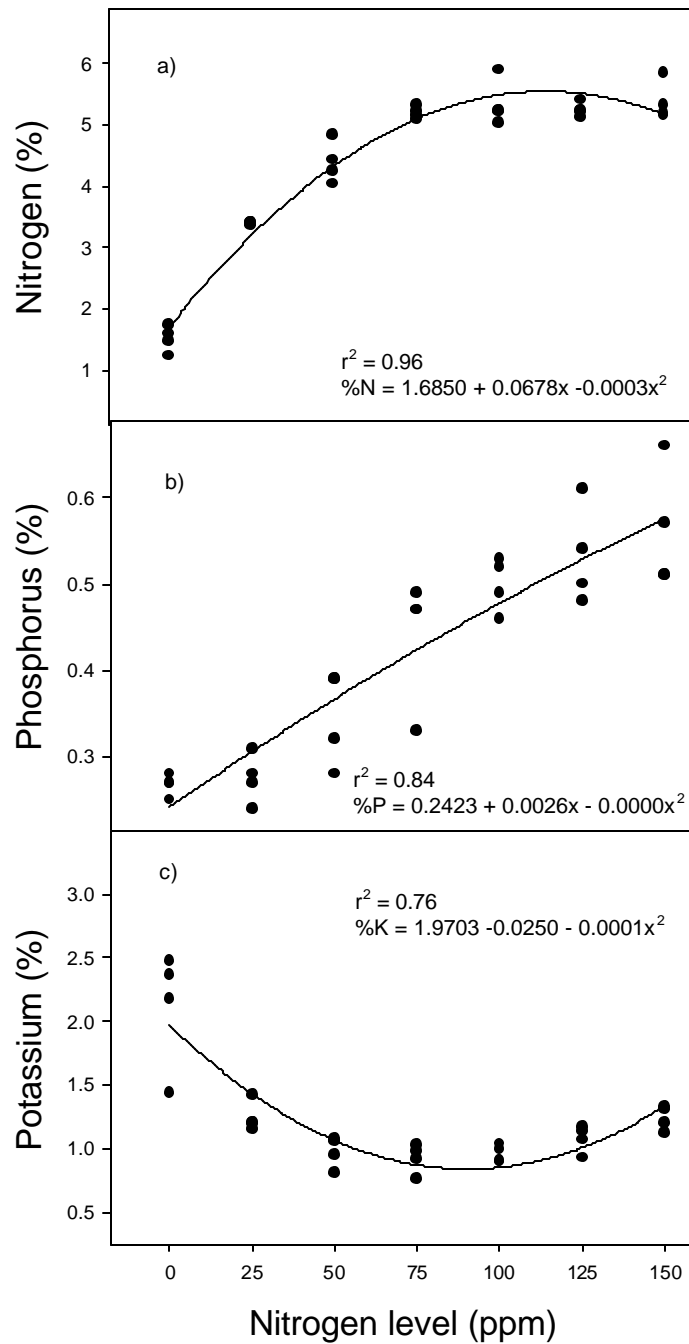 a)
Nitrogen (%)
6
5
4
3
2
1
r² = 0.96
%N = 1.6850 + 0.0678x -0.0003x²
b)
Phosphorus (%)
0.6
0.5
0.4
0.3
r² = 0.84
%P = 0.2423 + 0.0026x - 0.0000x²
c)
Potassium (%)
3.0
2.5
2.0
1.5
1.0
0.5
r² = 0.76
%K = 1.9703 -0.0250 - 0.0001x²
0 25 50 75 100 125 150
Nitrogen level (ppm)